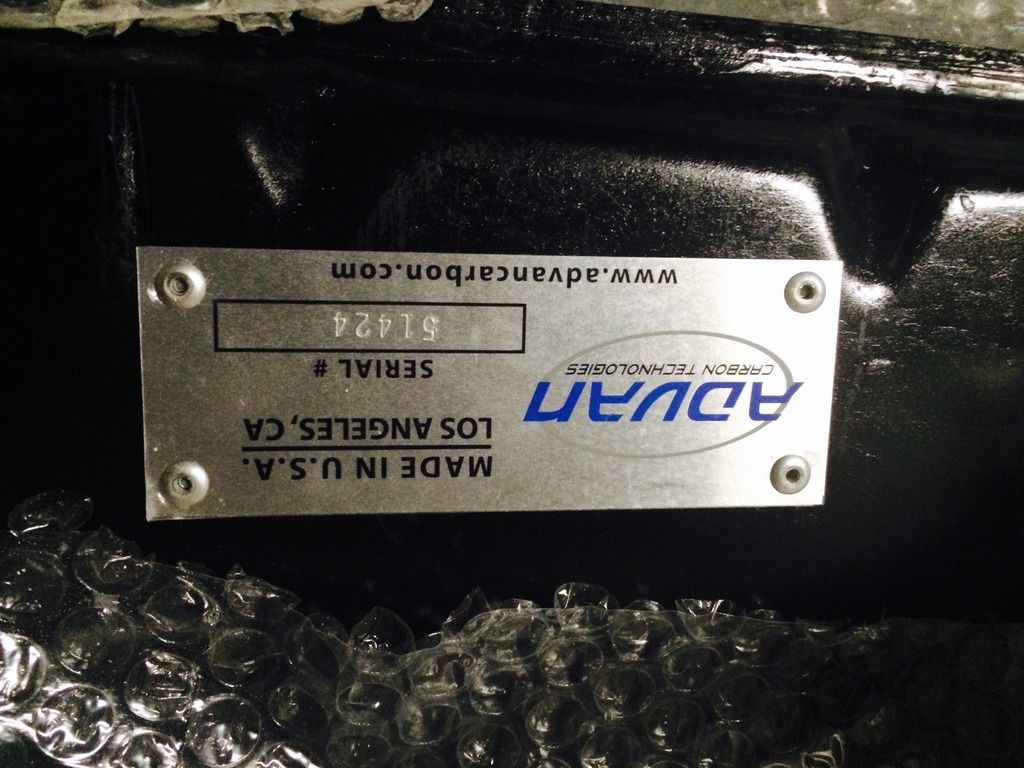 ADVAN
CARBON TECHNOLOGIES
MADE IN U.S.A.
LOS ANGELES, CA
SERIAL #
51424
www.advancarbon.com